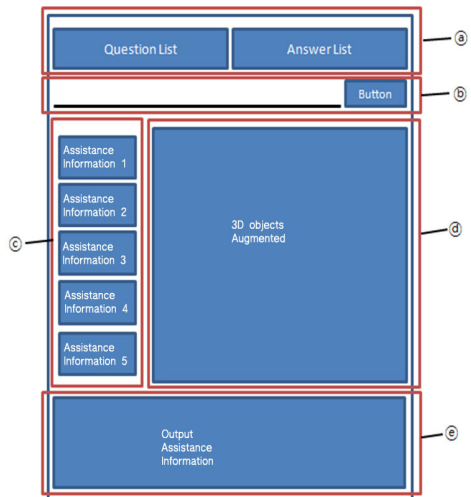 Question List
Answer List
ⓐ
Button
ⓑ
Assistance
Information 1
Assistance
Information 2
Assistance
Information 3
Assistance
Information 4
Assistance
Information 5
ⓒ
3D objects
Augmented
ⓓ
Output
Assistance
Information
ⓔ